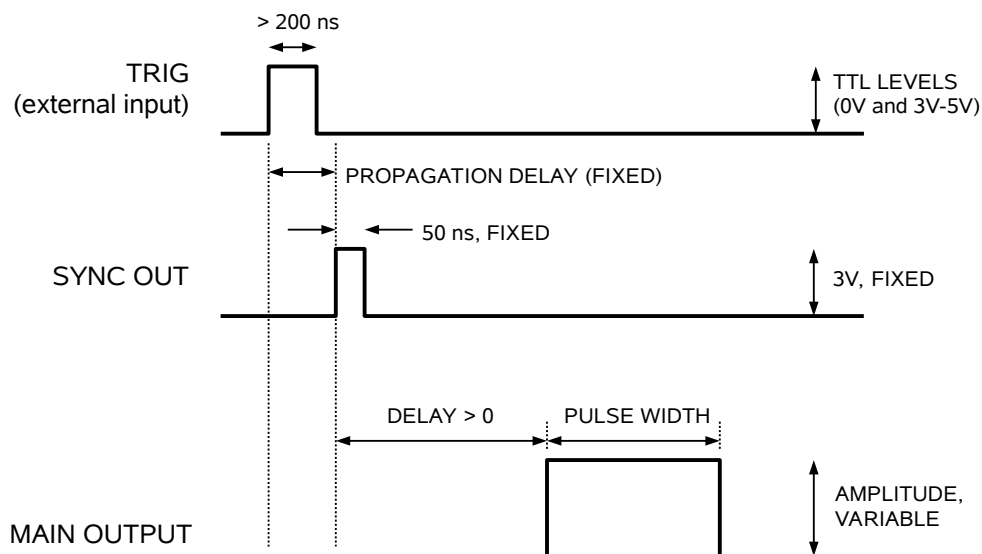 > 200 ns
TRIG
(external input)
TTL LEVELS
(0V and 3V-5V)
PROPAGATION DELAY (FIXED)
50 ns, FIXED
SYNC OUT
3V, FIXED
DELAY > 0
PULSE WIDTH
AMPLITUDE,
VARIABLE
MAIN OUTPUT